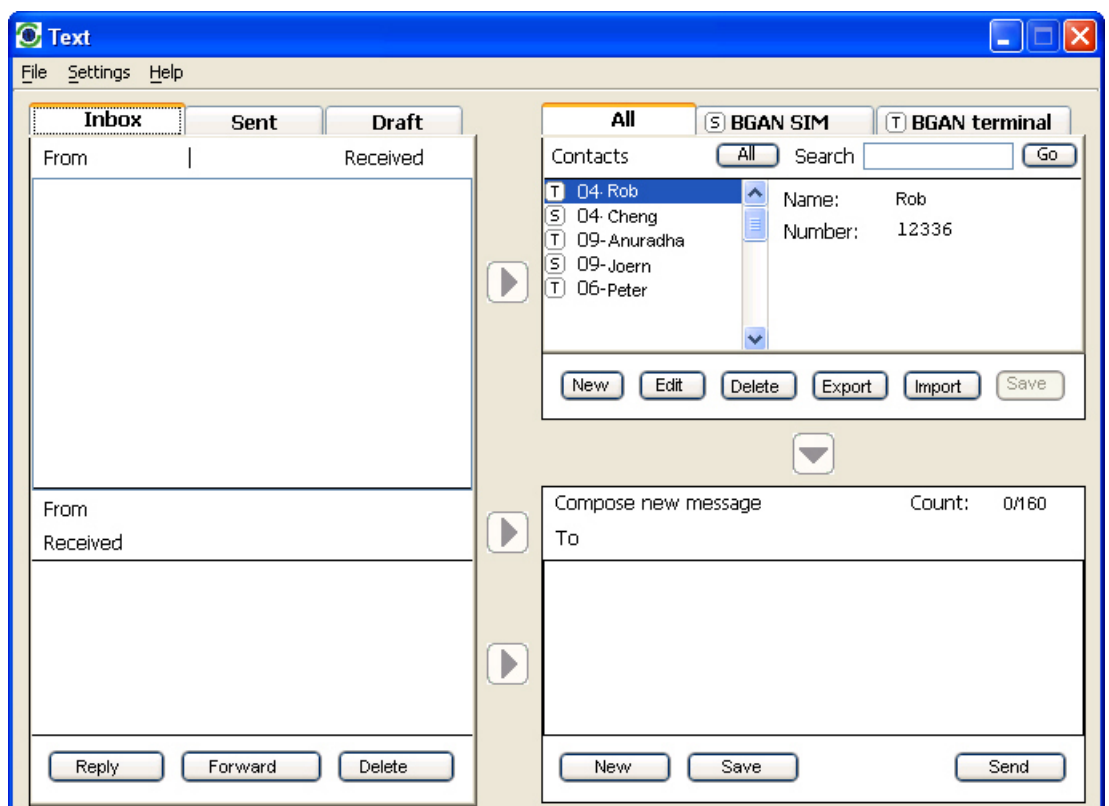 Text
File Settings Help
Inbox Sent Draft
From Received
From
Received
Reply Forward Delete
All S BGAN SIM T BGAN terminal
Contacts All Search Go
T 04- Rob
S 04- Cheng
T 09-Anuradha
S 09-Joern
T 06-Peter
Name: Rob
Number: 12336
New Edit Delete Export Import Save
Compose new message Count: 0/160
To
New Save Send